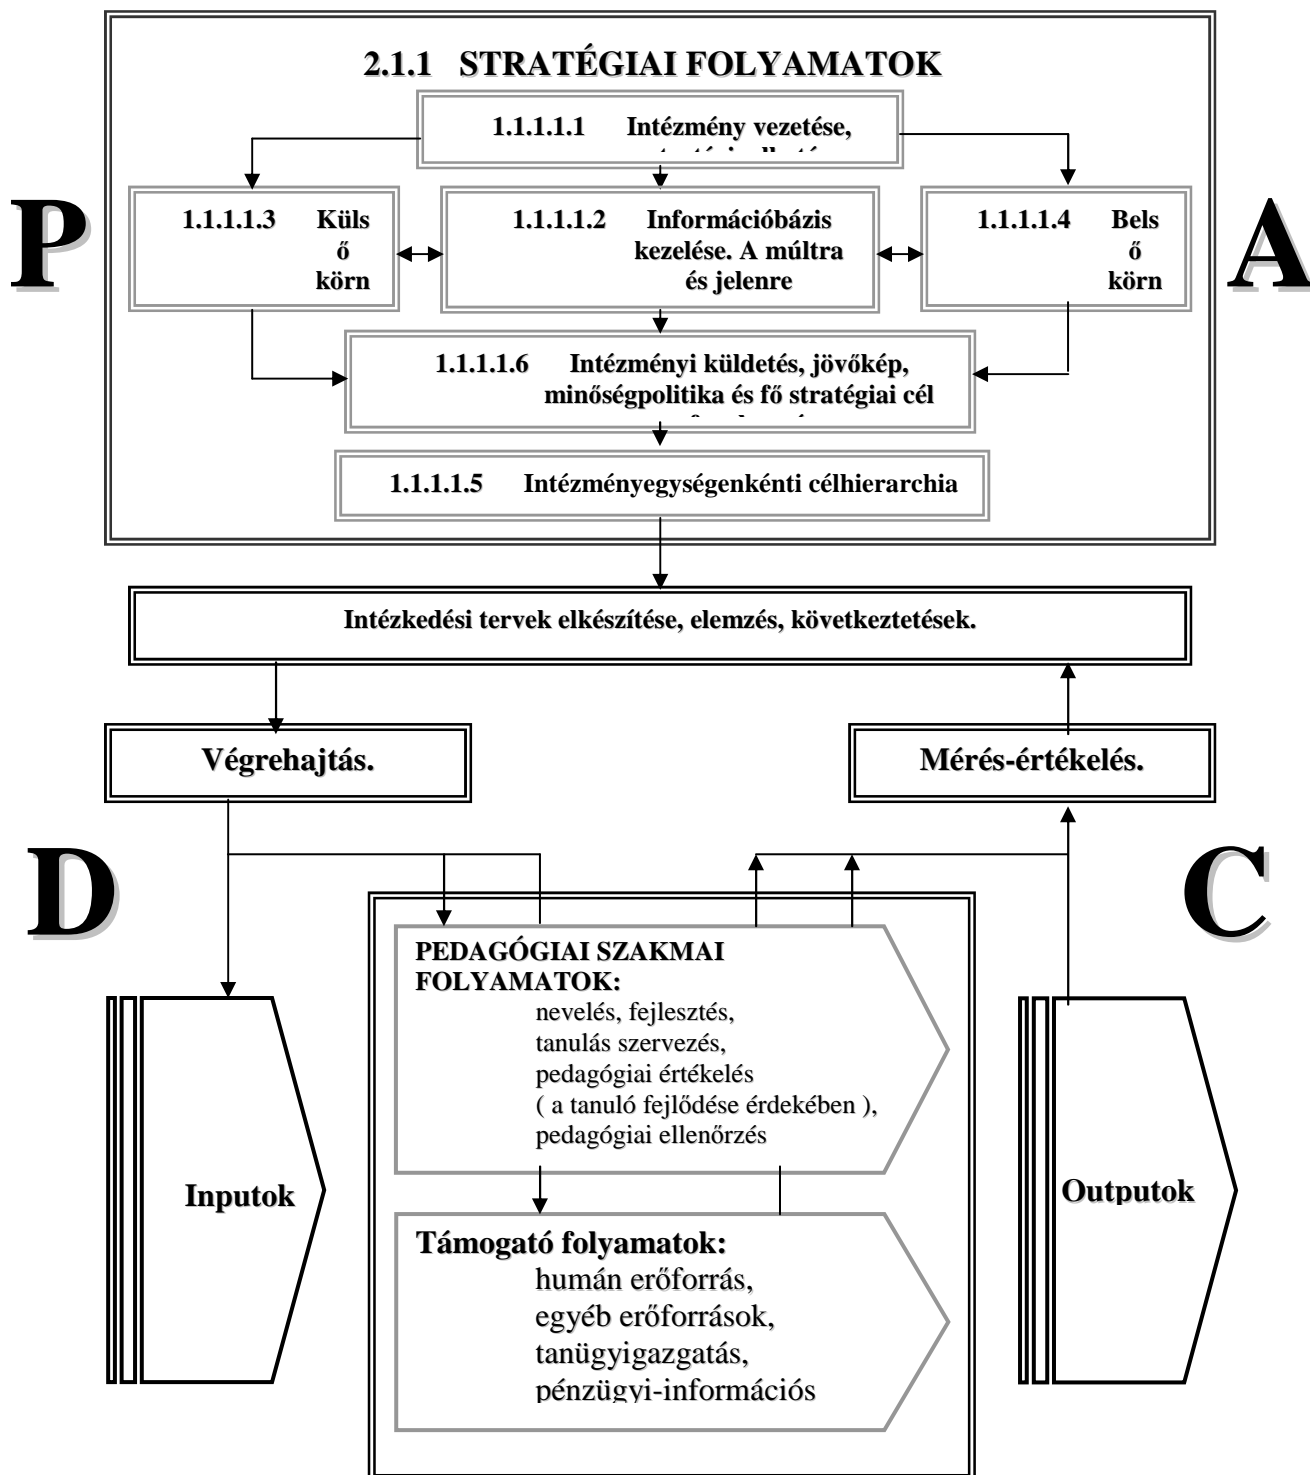 2.1.1 STRATÉGIAI FOLYAMATOK
1.1.1.1.1 Intézmény vezetése,
P
A
1.1.1.1.3 Küls
ő
körn
1.1.1.1.2 Információbázis
kezelése. A múltra
és jelenre
1.1.1.1.4 Bels
ő
körn
1.1.1.1.6 Intézményi küldetés, jövőkép,
minőségpolitika és fő stratégiai cél
1.1.1.1.5 Intézményegységenkénti célhierarchia
Intézkedési tervek elkészítése, elemzés, következtetések.
Végrehajtás.
Mérés-értékelés.
D
C
PEDAGÓGIAI SZAKMAI
FOLYAMATOK:
nevelés, fejlesztés,
tanulás szervezés,
pedagógiai értékelés
( a tanuló fejlődése érdekében ),
pedagógiai ellenőrzés
Inputok
Outputok
Támogató folyamatok:
humán erőforrás,
egyéb erőforrások,
tanügyigazgatás,
pénzügyi-információs